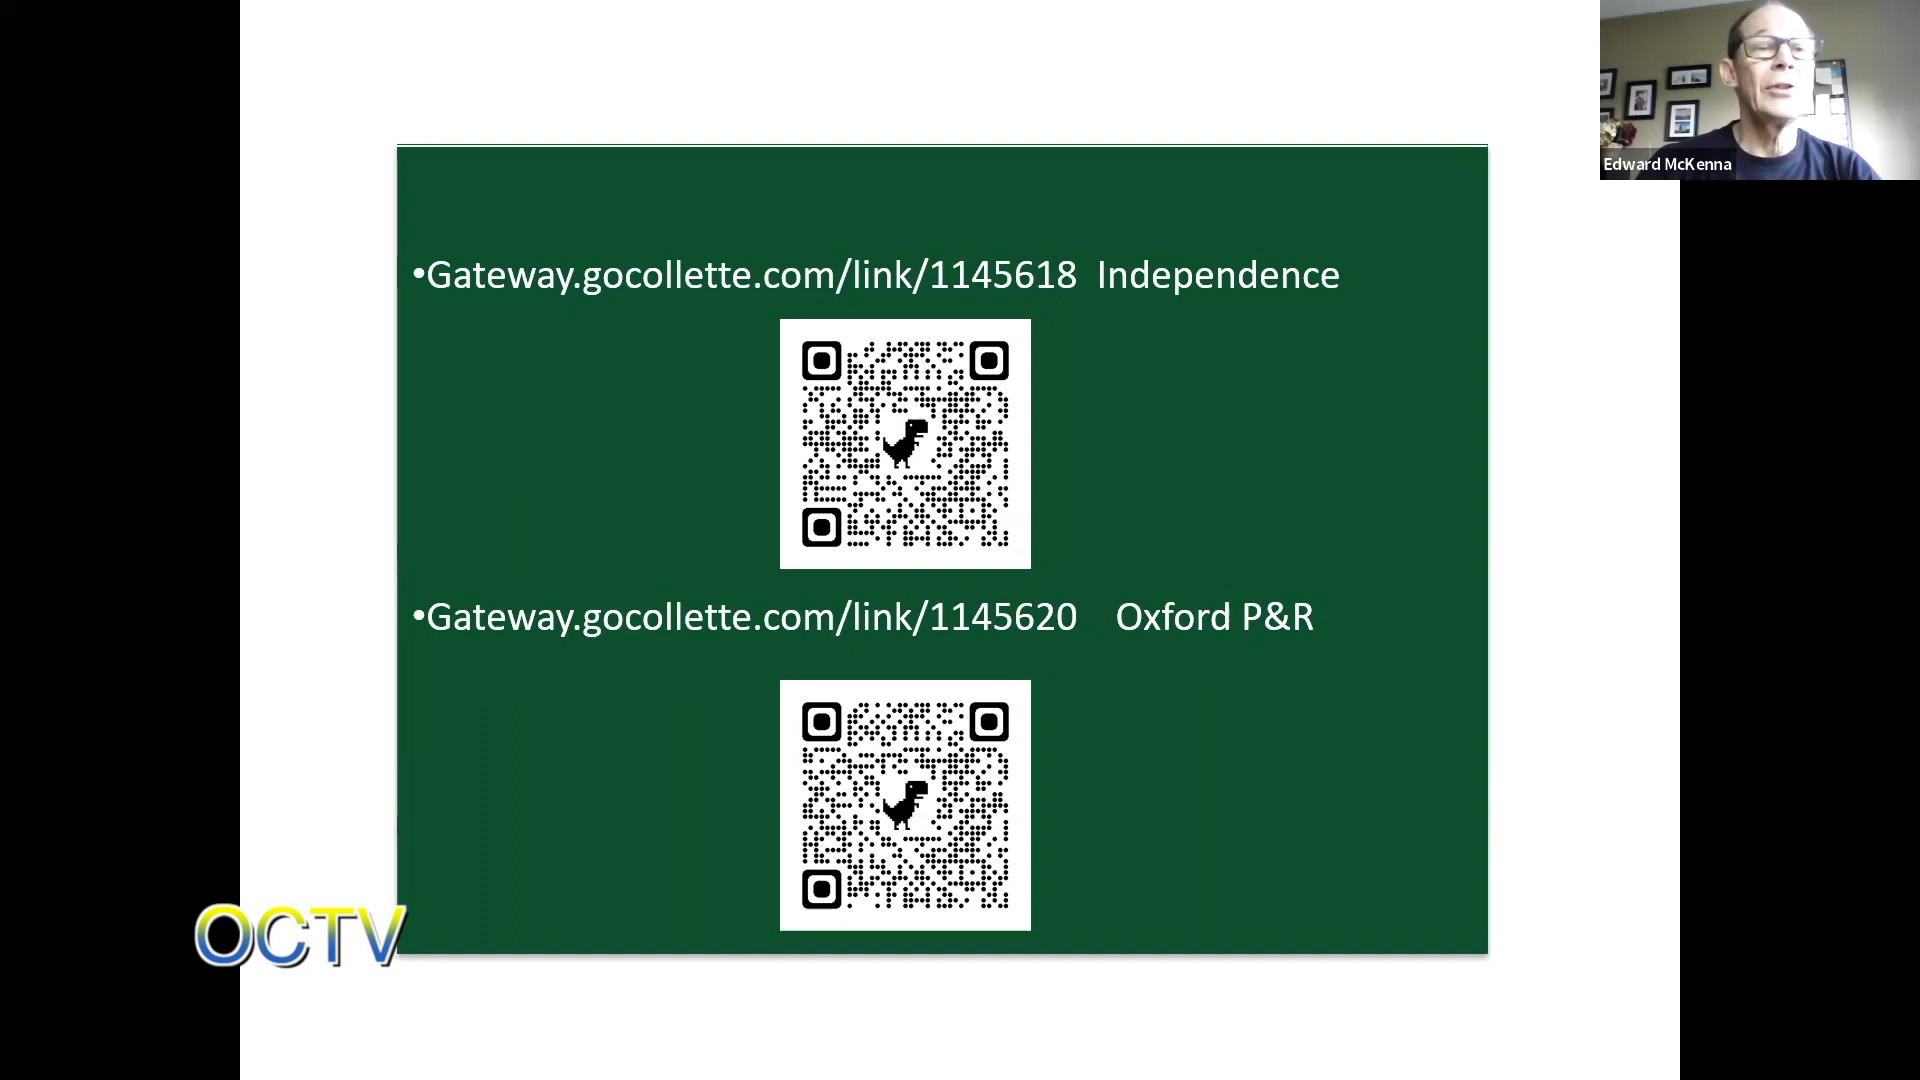 Edward McKenna
•Gateway.gocollette.com/link/1145618 Independence
•Gateway.gocollette.com/link/1145620 Oxford P&R
OCTV